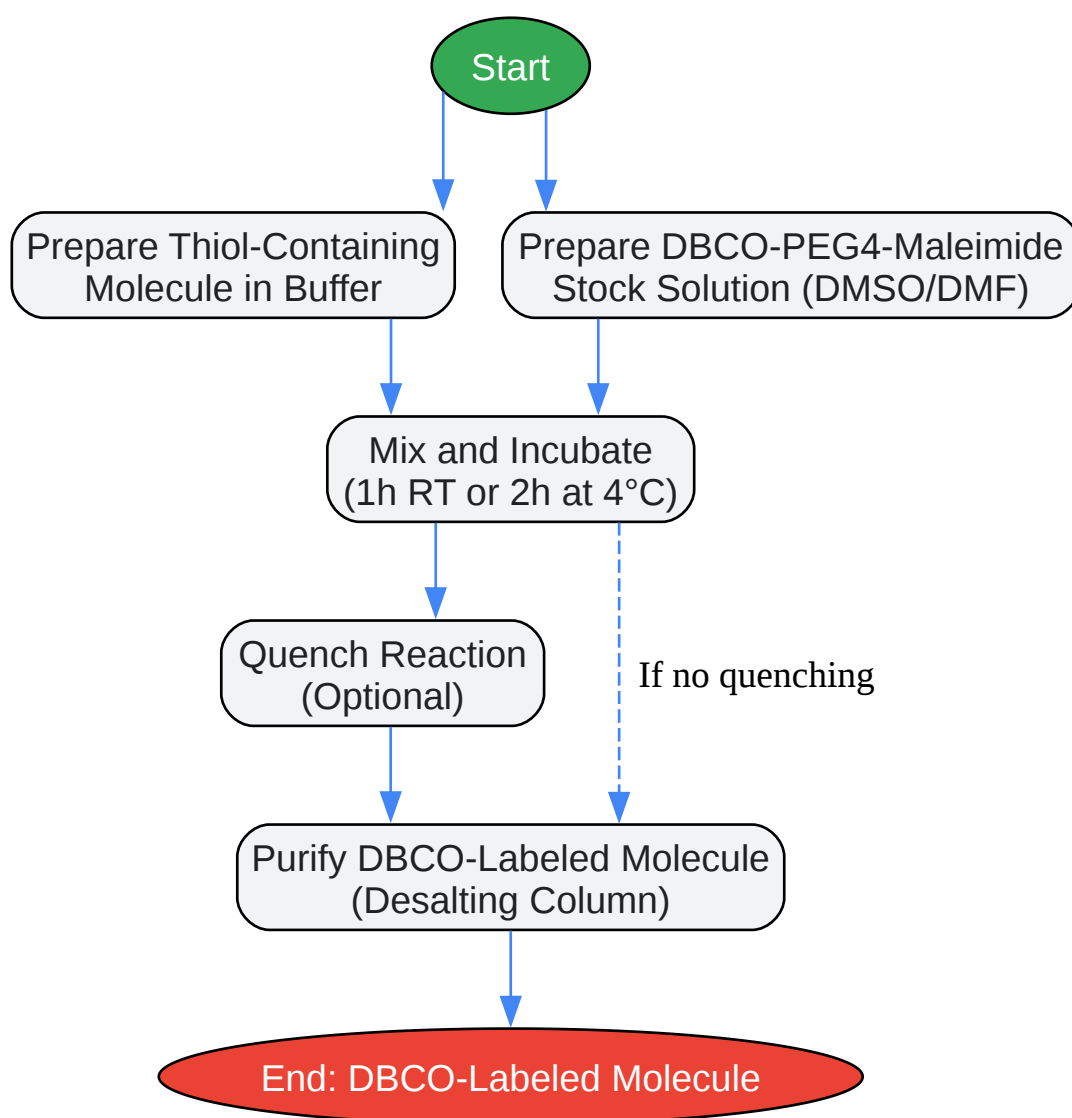 Start
Prepare Thiol-Containing
Molecule in Buffer
Prepare DBCO-PEG4-Maleimide
Stock Solution (DMSO/DMF)
Mix and Incubate
(1h RT or 2h at 4°C)
Quench Reaction
(Optional)
If no quenching
Purify DBCO-Labeled Molecule
(Desalting Column)
End: DBCO-Labeled Molecule